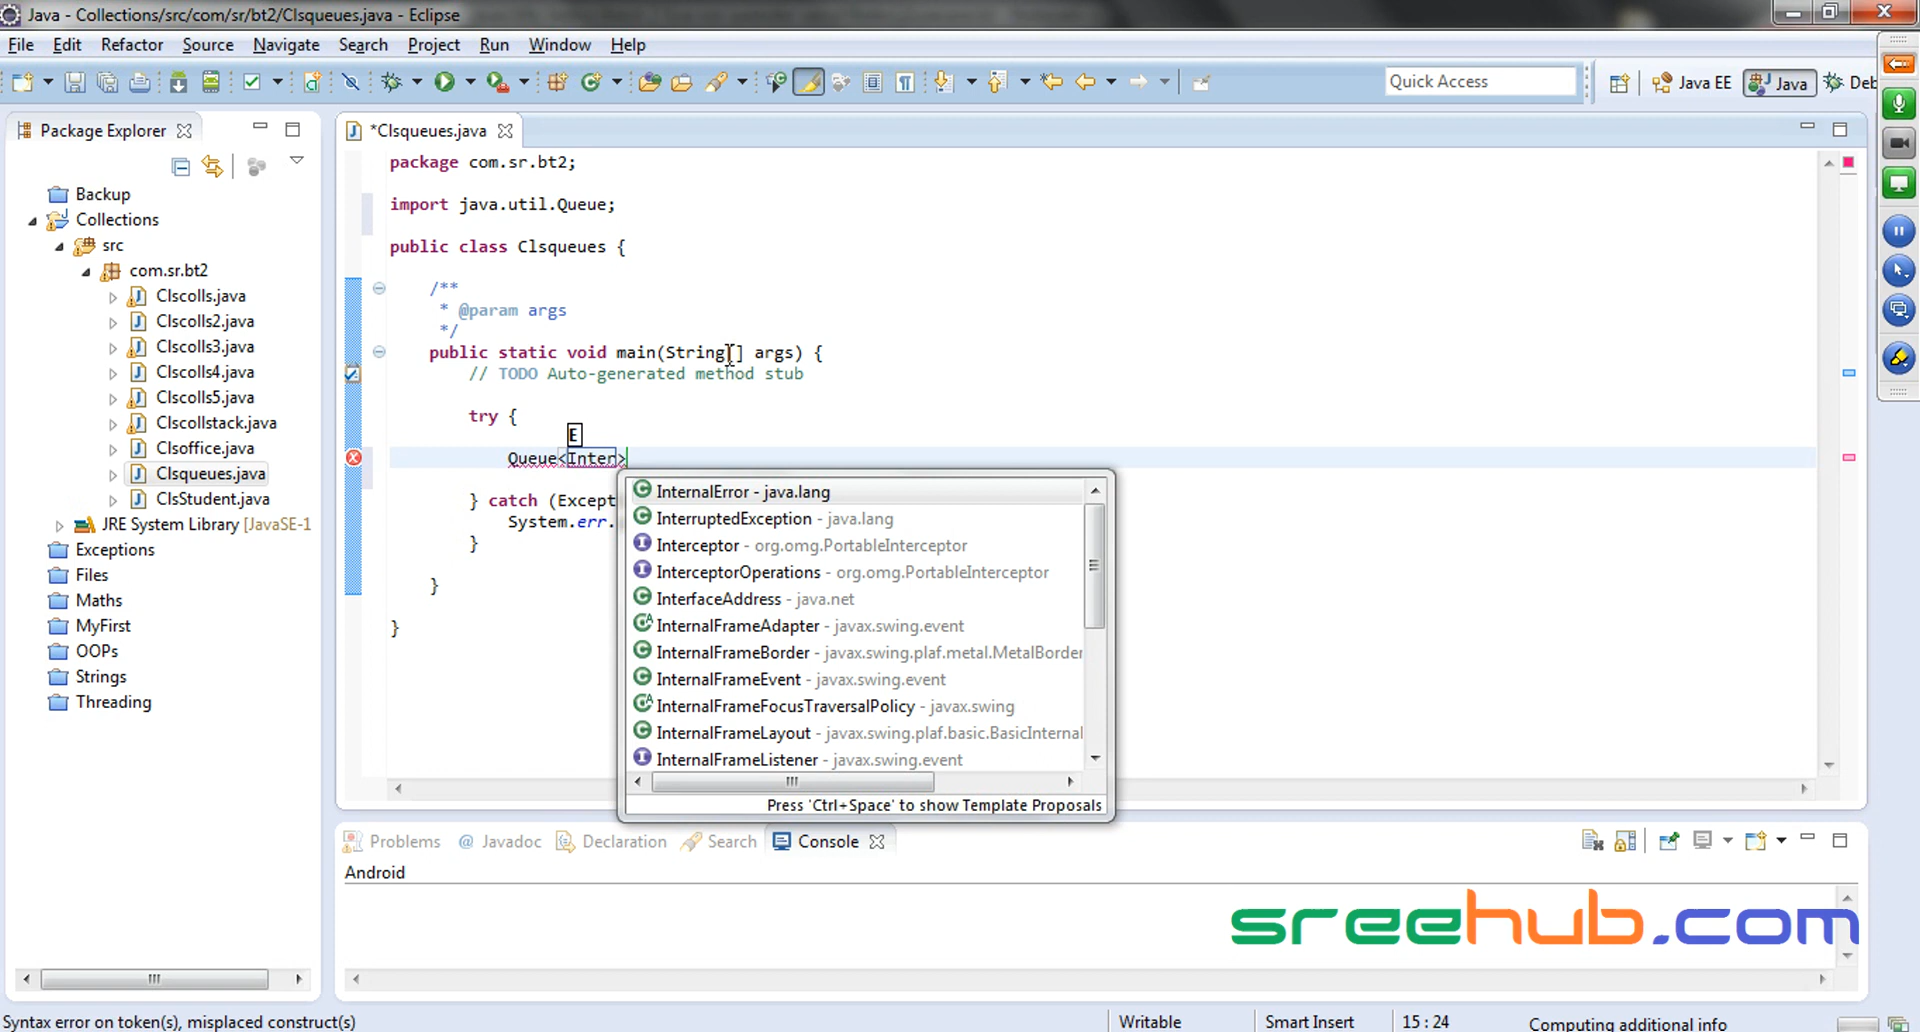 Java - Collections/src/com/sr/bt2/Clsqueues.java - Eclipse
File Edit Refactor Source Navigate Search Project Run Window Help
Quick Access
Java EE
Java
Deb
Package Explorer
*Clsqueues.java
Backup
Collections
src
com.sr.bt2
Clscolls.java
Clscolls2.java
Clscolls3.java
Clscolls4.java
Clscolls5.java
Clscollstack.java
Clsoffice.java
Clsqueues.java
ClsStudent.java
JRE System Library [JavaSE-1
Exceptions
Files
Maths
MyFirst
OOPs
Strings
Threading
package com.sr.bt2;
import java.util.Queue;
public class Clsqueues {
/**
* @param args
*/
public static void main(String[] args) {
// TODO Auto-generated method stub
try {
E
Queue<Inter>
} catch (Except
System.err.
}
}
}
InternalError - java.lang
InterruptedException - java.lang
Interceptor - org.omg.PortableInterceptor
InterceptorOperations - org.omg.PortableInterceptor
InterfaceAddress - java.net
InternalFrameAdapter - javax.swing.event
InternalFrameBorder - javax.swing.plaf.metal.MetalBorder
InternalFrameEvent - javax.swing.event
InternalFrameFocusTraversalPolicy - javax.swing
InternalFrameLayout - javax.swing.plaf.basic.BasicInternal
InternalFrameListener - javax.swing.event
Press 'Ctrl+Space' to show Template Proposals
Problems @ Javadoc Declaration Search Console
Android
sreehub.com
Syntax error on token(s), misplaced construct(s)
Writable
Smart Insert
15 : 24
Computing additional info